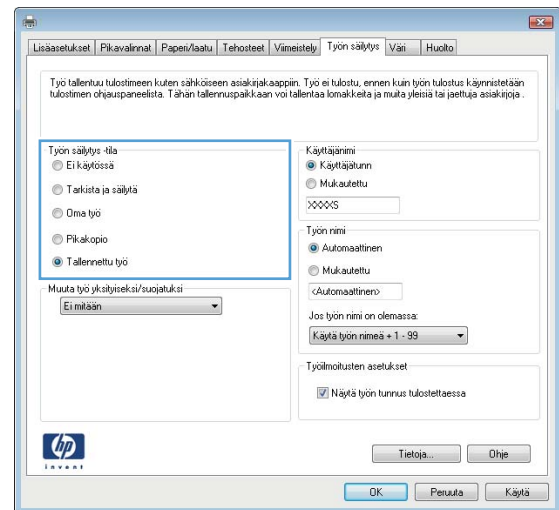 Lisäasetukset Pikavalinnat Paperi/laatu Tehosteet Viimeistely Työn säilytys Väri Huolto
Työ tallentuu tulostimeen kuten sähköiseen asiakirjakaappiin. Työ ei tulostu, ennen kuin työn tulostus käynnistetään
tulostimen ohjauspaneelista. Tähän tallennuspaikkaan voi tallentaa lomakkeita ja muita yleisiä tai jaettuja asiakirjoja .
Työn säilytys -tila
Ei käytössä
Tarkista ja säilytä
Oma työ
Pikakopio
Tallennettu työ
Muuta työ yksityiseksi/suojatuksi
Ei mitään
Käyttäjänimi
Käyttäjätunn
Mukautettu
XXXXS
Työn nimi
Automaattinen
Mukautettu
<Automaattinen>
Jos työn nimi on olemassa:
Käytä työn nimeä + 1 - 99
Työilmoitusten asetukset
Näytä työn tunnus tulostettaessa
hp
invent
Tietoja... Ohje
OK Peruuta Käytä